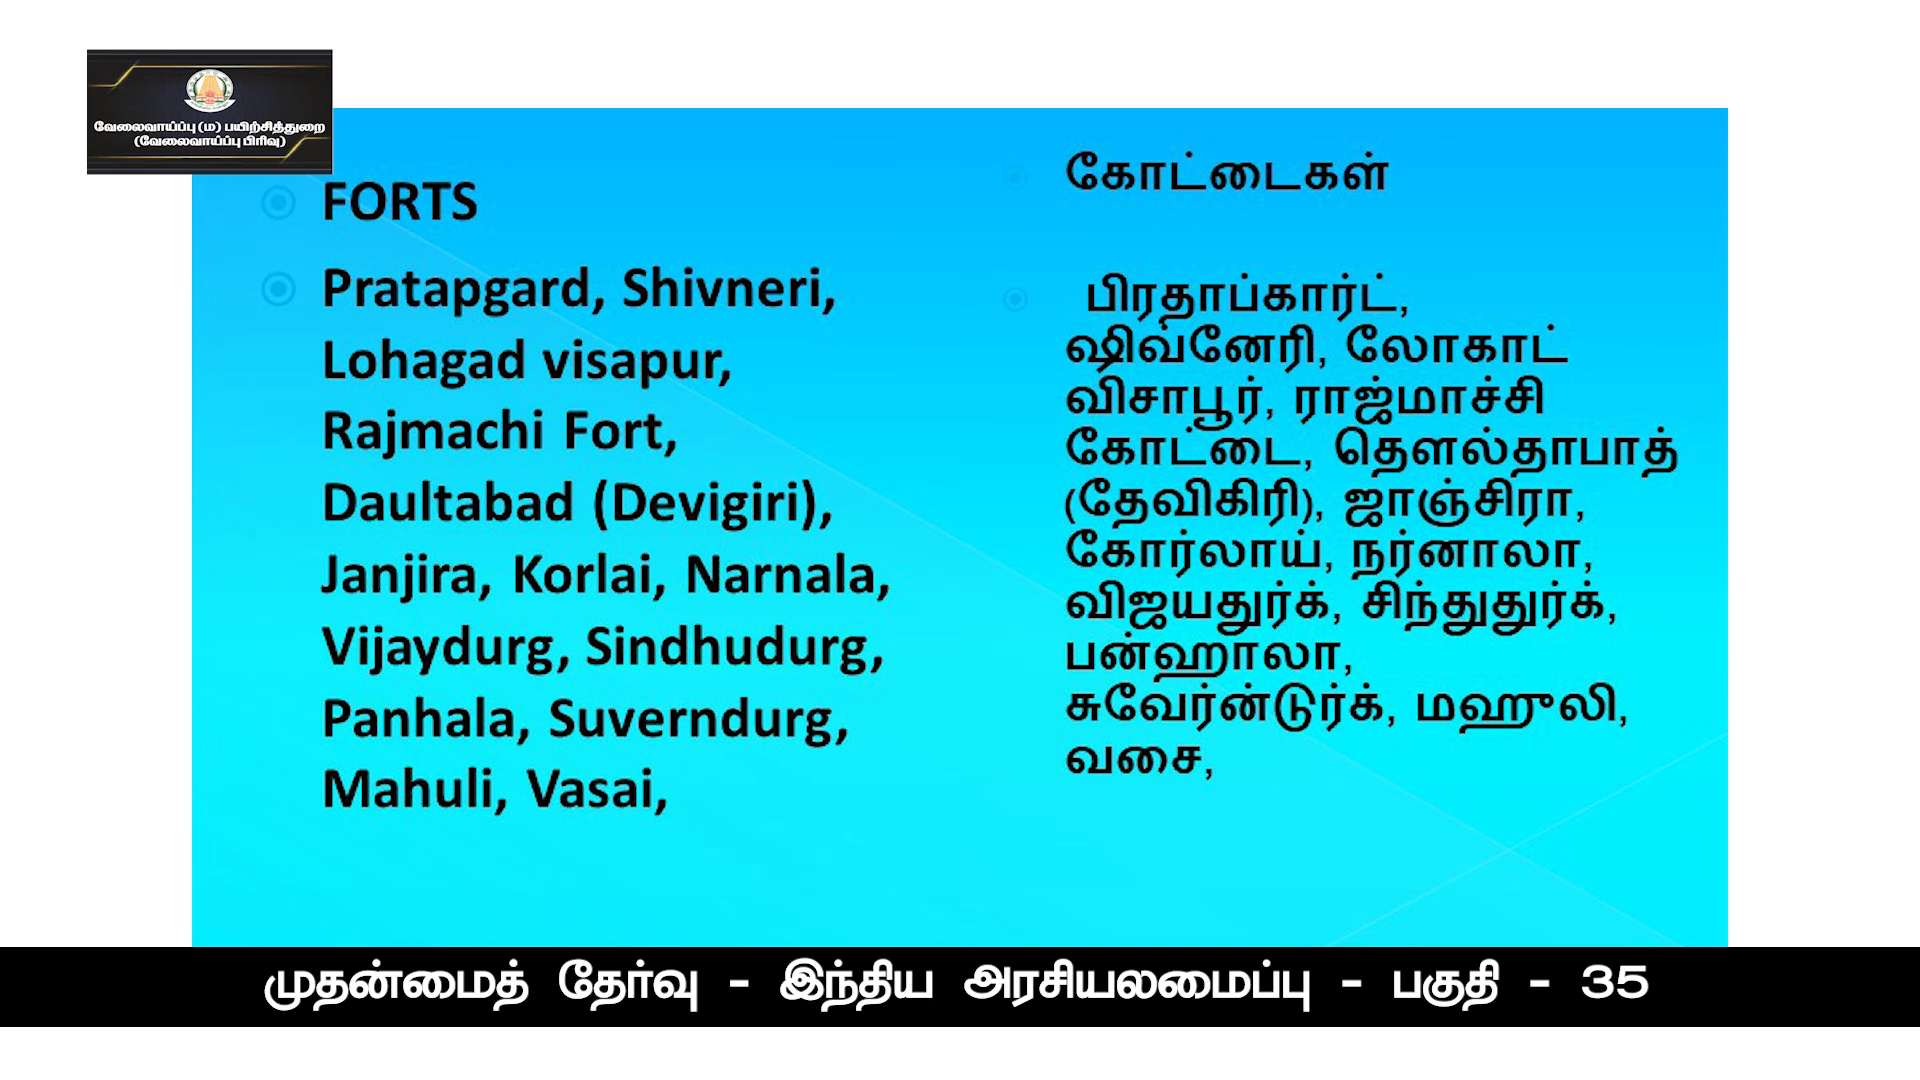 வேலைவாய்ப்பு (ம) பயிற்சித்துறை
(வேலைவாய்ப்பு பிரிவு)
FORTS
Pratapgard, Shivneri,
Lohagad visapur,
Rajmachi Fort,
Daultabad (Devigiri),
Janjira, Korlai, Narnala,
Vijaydurg, Sindhudurg,
Panhala, Suverndurg,
Mahuli, Vasai,
கோட்டைகள்
பிரதாப்கார்ட்,
ஷிவ்னேரி, லோகாட்
விசாபூர், ராஜ்மாச்சி
கோட்டை, தௌல்தாபாத்
(தேவிகிரி), ஜாஞ்சிரா,
கோர்லாய், நர்னாலா,
விஜயதுர்க், சிந்துதுர்க்,
பன்ஹாலா,
சுவேர்ன்டுர்க், மஹுலி,
வசை,
முதன்மைத் தேர்வு - இந்திய அரசியலமைப்பு - பகுதி - 35